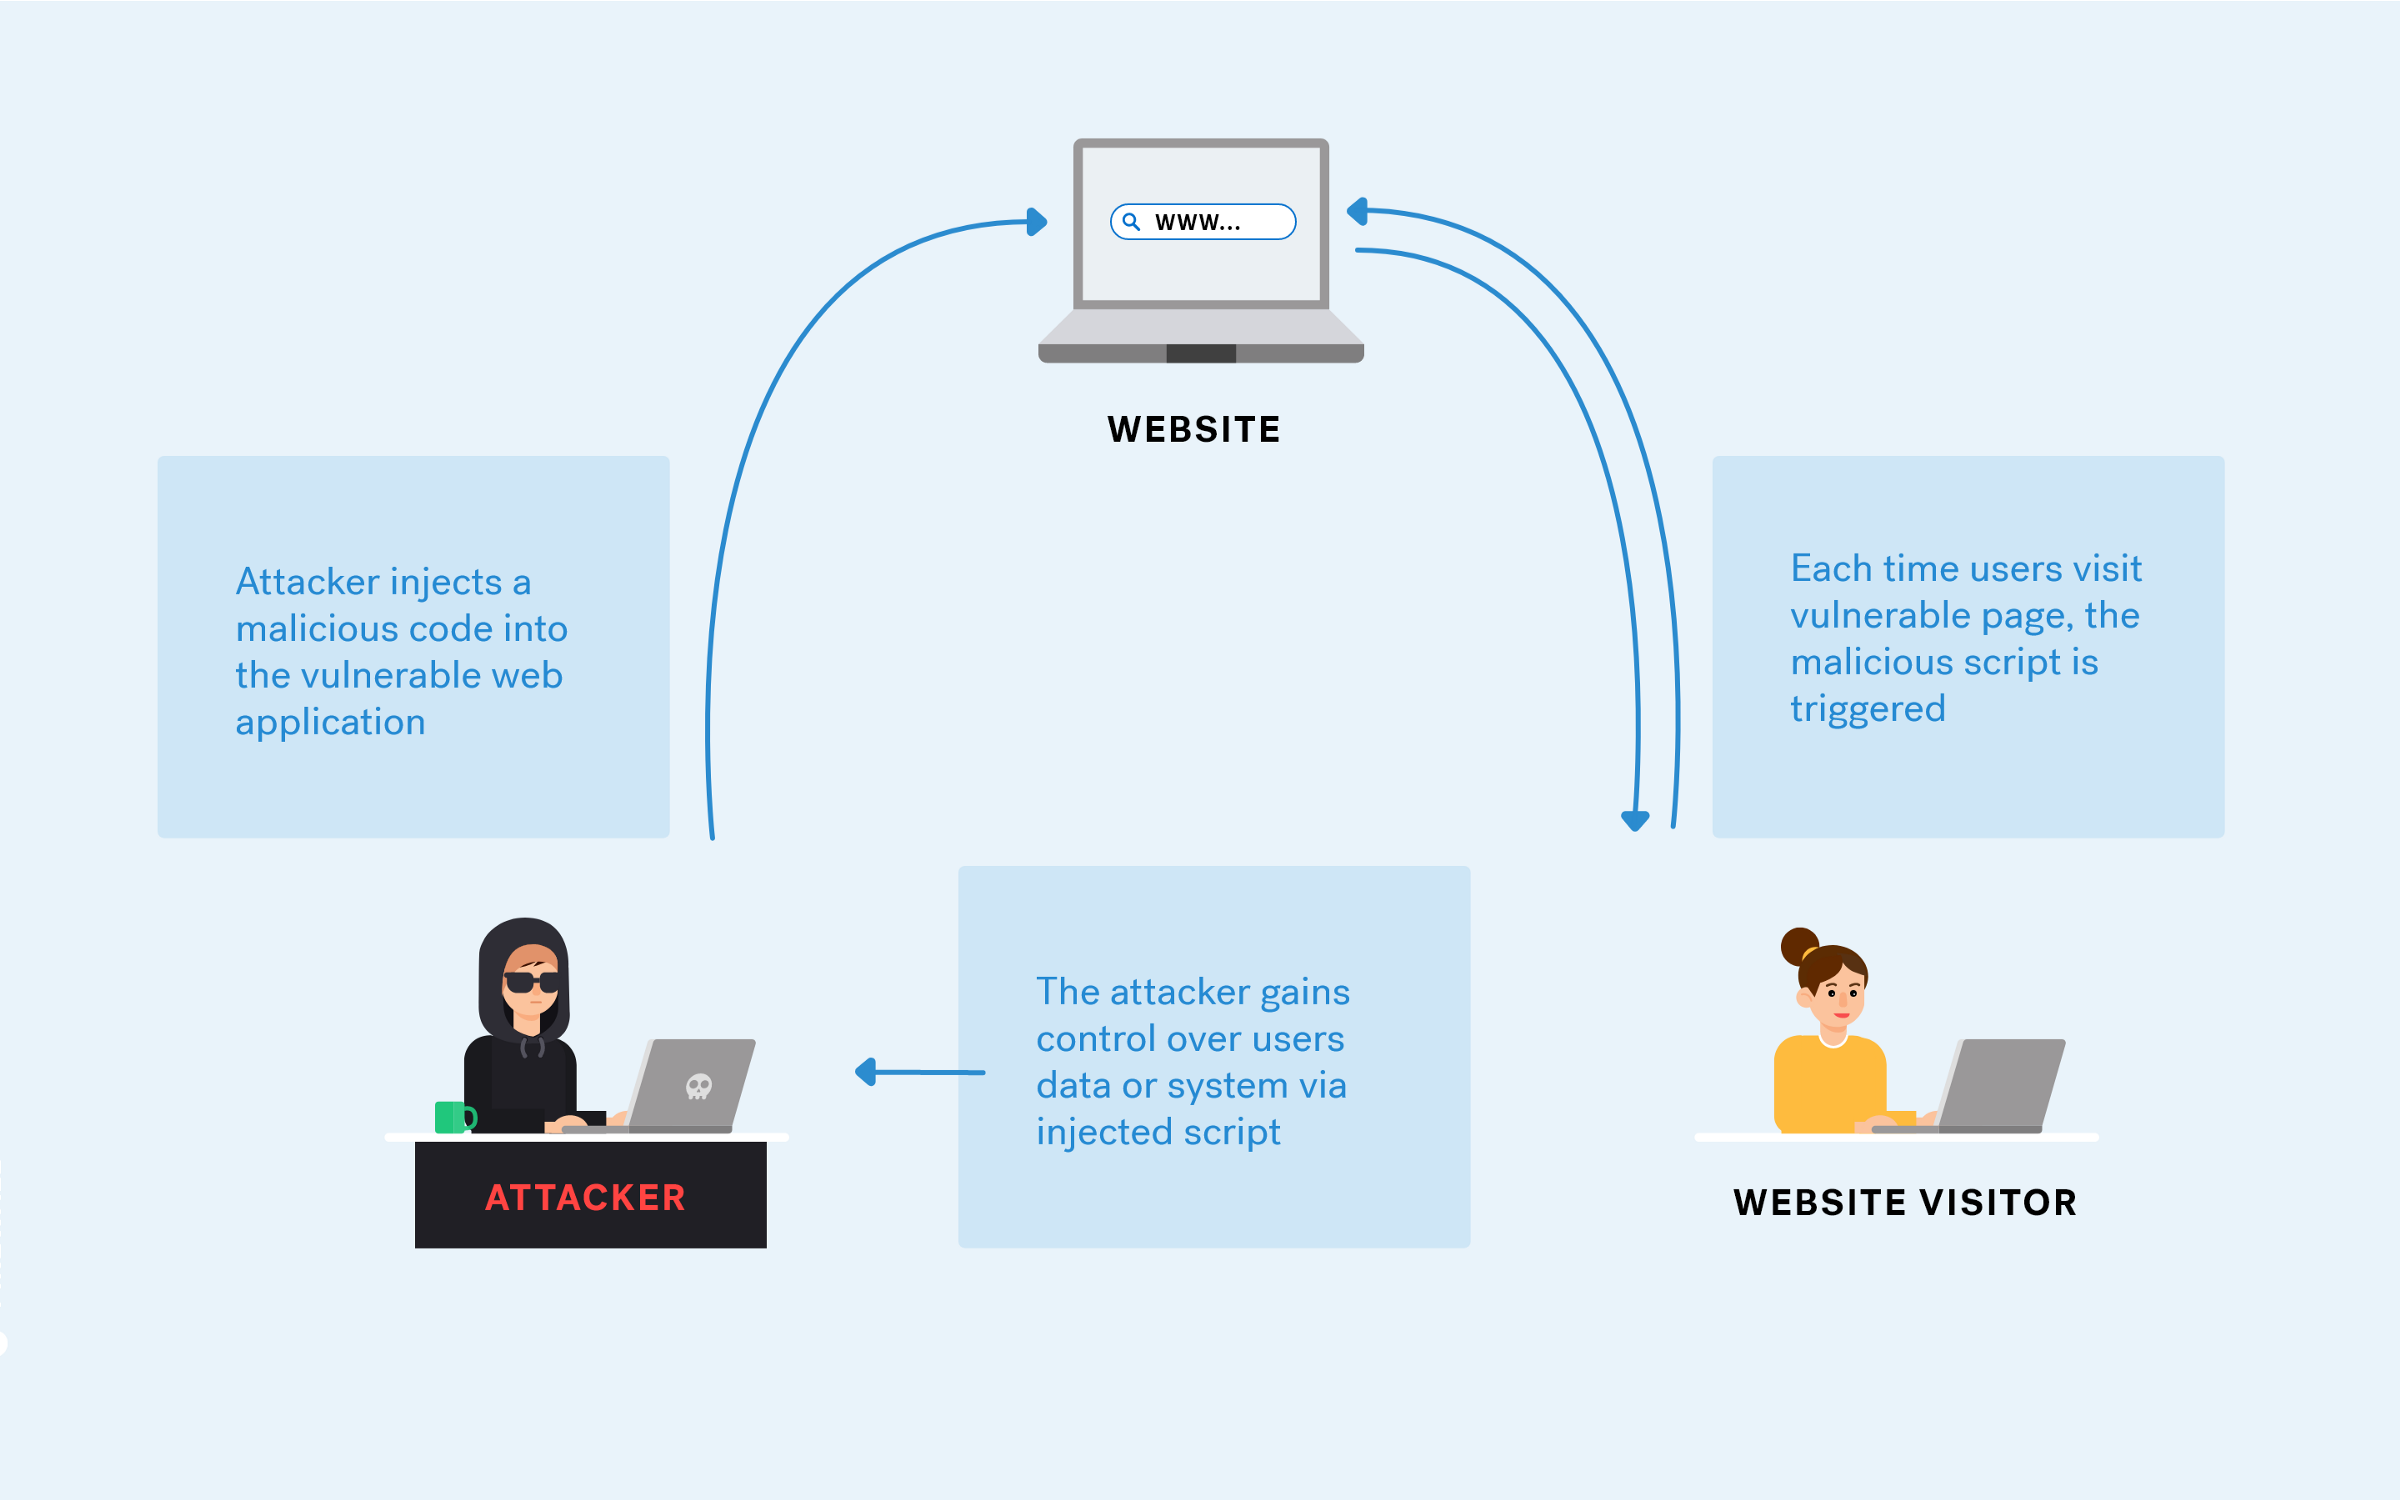 WWW...
WEBSITE
Attacker injects a
malicious code into
the vulnerable web
application
Each time users visit
vulnerable page, the
malicious script is
triggered
The attacker gains
control over users
data or system via
injected script
ATTACKER
WEBSITE VISITOR